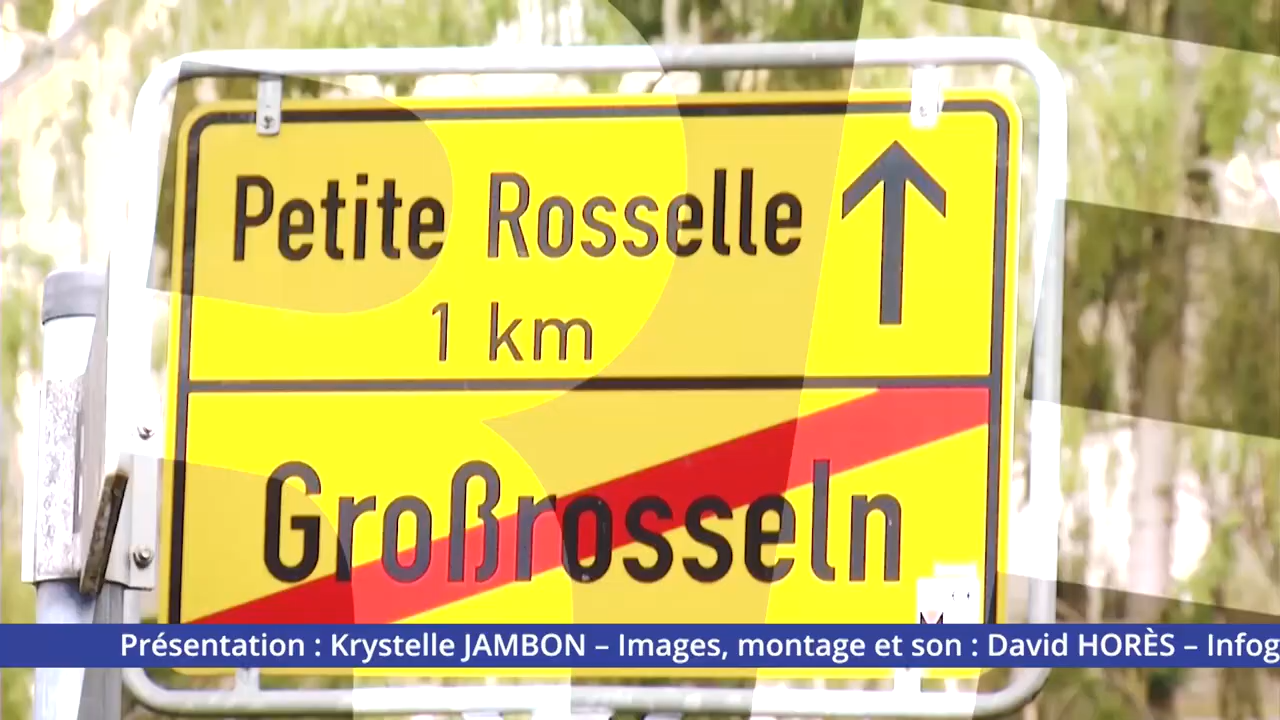 Petite Rosselle
1 km
Großrosseln
Présentation : Krystelle JAMBON – Images, montage et son : David HORÈS – Infog